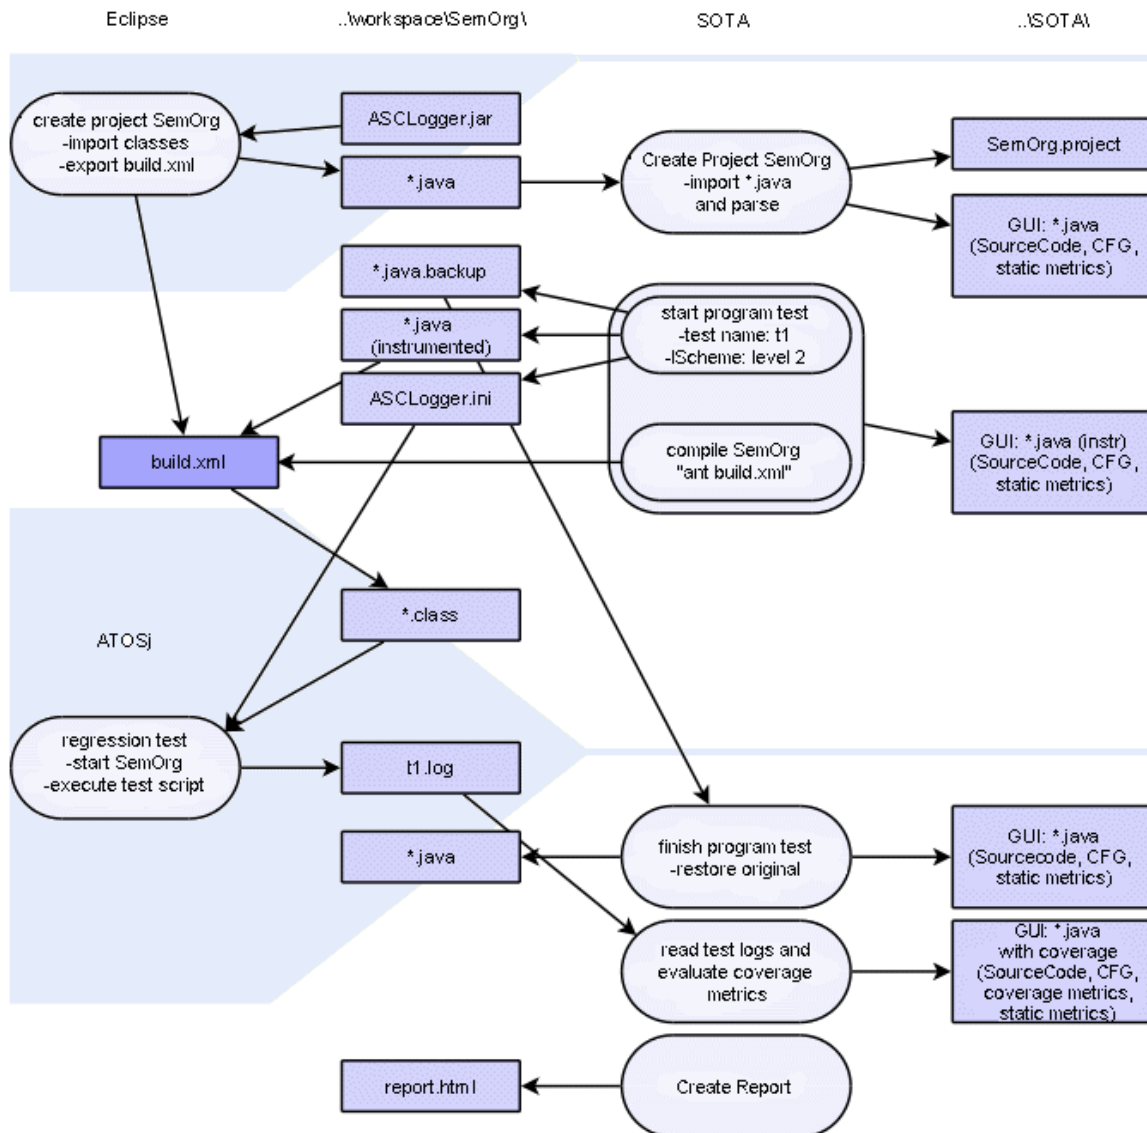 Eclipse
..\workspace\SemOrg\
SOTA
..\SOTA\
create project SemOrg
-import classes
-export build.xml
ASCLogger.jar
*.java
Create Project SemOrg
-import *.java
and parse
SemOrg.project
GUI: *.java
(SourceCode, CFG,
static metrics)
*.java.backup
*.java
(instrumented)
ASCLogger.ini
start program test
-test name: t1
-IScheme: level 2
compile SemOrg
"ant build.xml"
GUI: *.java (instr)
(SourceCode, CFG,
static metrics)
build.xml
*.class
ATOSj
regression test
-start SemOrg
-execute test script
t1.log
*.java
finish program test
-restore original
GUI: *.java
(Sourcecode, CFG,
static metrics)
read test logs and
evaluate coverage
metrics
GUI: *.java
with coverage
(SourceCode, CFG,
coverage metrics,
static metrics)
report.html
Create Report